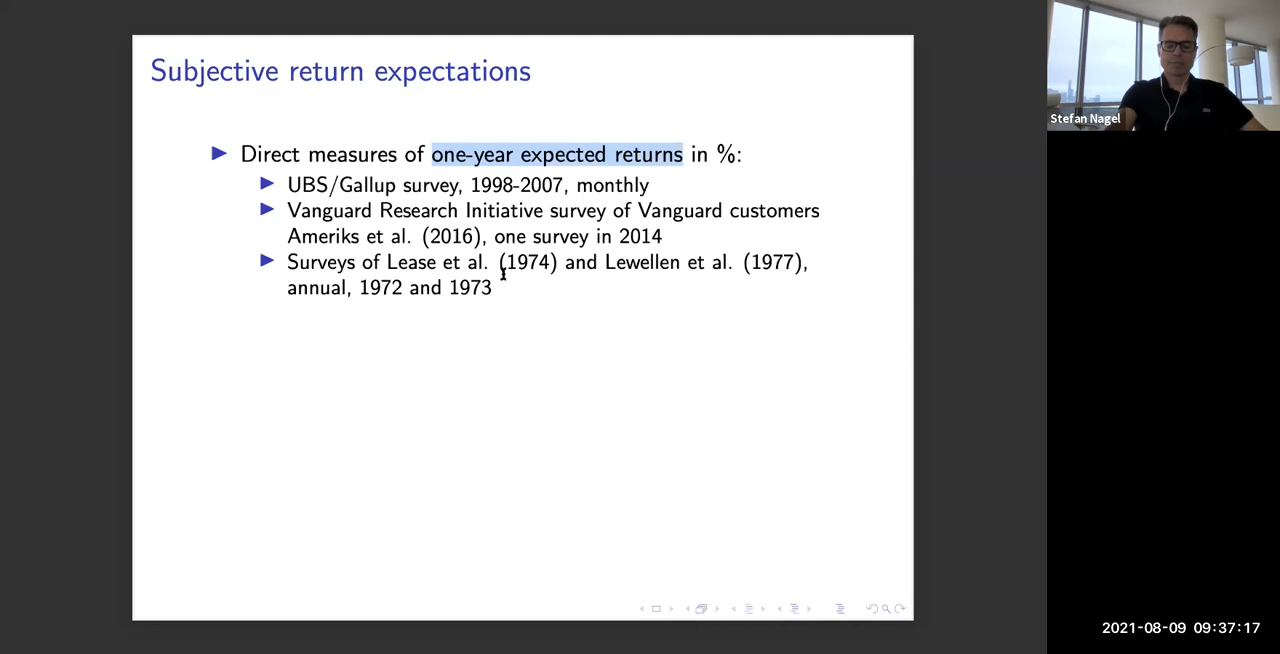 Subjective return expectations
Direct measures of one-year expected returns in %:
UBS/Gallup survey, 1998-2007, monthly
Vanguard Research Initiative survey of Vanguard customers
Ameriks et al. (2016), one survey in 2014
Surveys of Lease et al. (1974) and Lewellen et al. (1977),
annual, 1972 and 1973
Stefan Nagel
2021-08-09 09:37:17